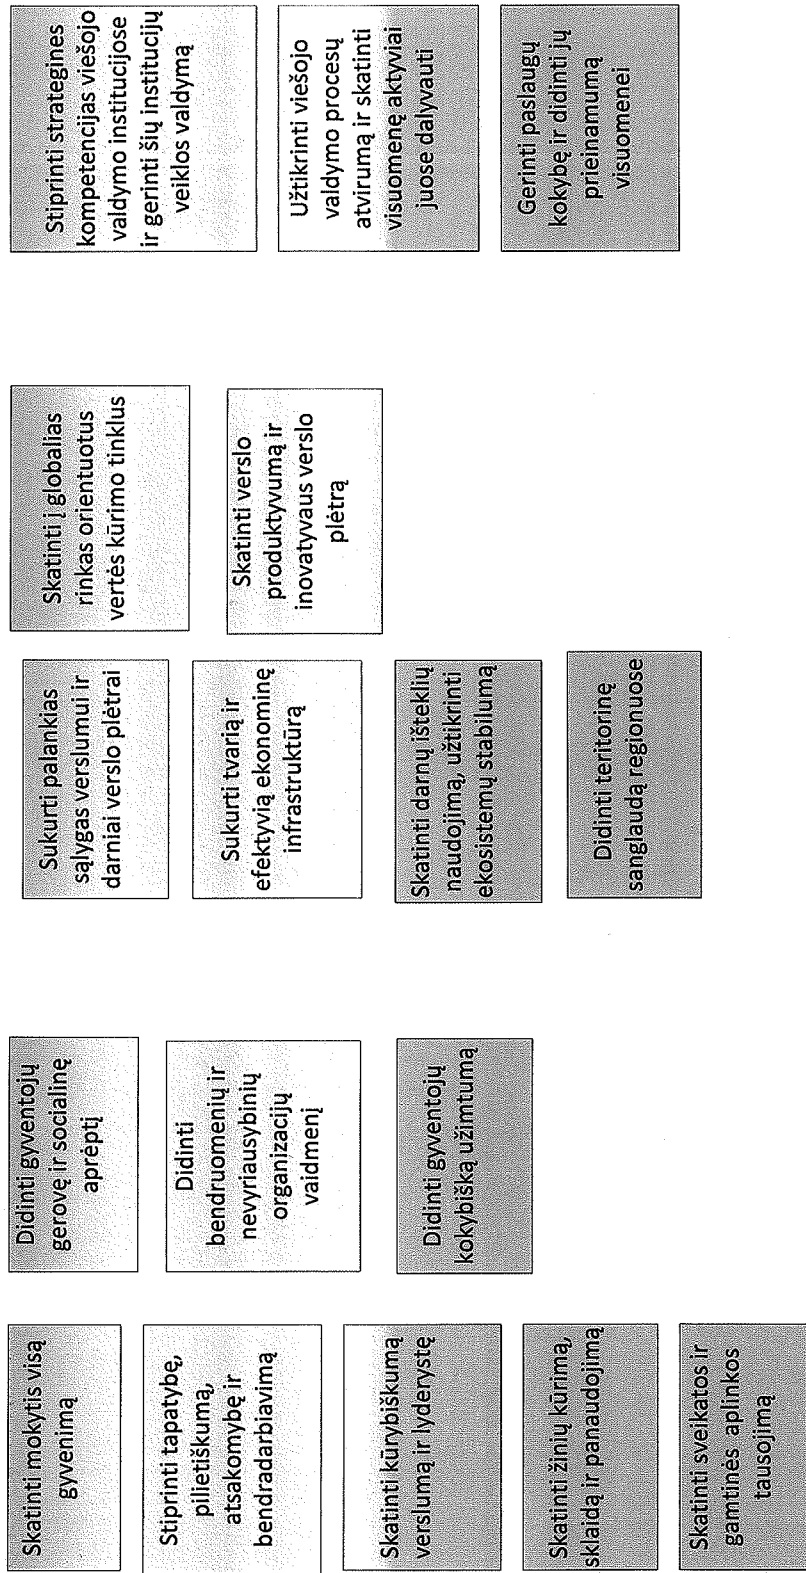 Skatinti mokytis visą
gyvenimą
Stiprinti tapatybę,
pilietiškumą,
atsakomybę ir
bendradarbiavimą
Skatinti kūrybiškumą
verslumą ir lyderystę
Skatinti žinių kūrimą,
sklaidą ir panaudojimą
Skatinti sveikatos ir
gamtinės aplinkos
tausojimą
Didinti gyventojų
gerovę ir socialinę
aprėptį
Didinti
bendruomenių ir
nevyriausybinių
organizacijų
vaidmenį
Didinti gyventojų
kokybišką užimtumą
Sukurti palankias
sąlygas verslumui ir
darniai verslo plėtrai
Sukurti tvarią ir
efektyvią ekonominę
infrastruktūrą
Skatinti darnų išteklių
naudojimą, užtikrinti
ekosistemų stabilumą
Didinti teritorinę
sanglaudą regionuose
Skatinti į globalias
rinkas orientuotus
vertės kūrimo tinklus
Skatinti verslo
produktyvumą ir
inovatyvaus verslo
plėtrą
Stiprinti strategines
kompetencijas viešojo
valdymo institucijose
ir gerinti šių institucijų
veiklos valdymą
Užtikrinti viešojo
valdymo procesų
atvirumą ir skatinti
visuomenę aktyviai
juose dalyvauti
Gerinti paslaugų
kokybę ir didinti jų
prieinamumą
visuomenei